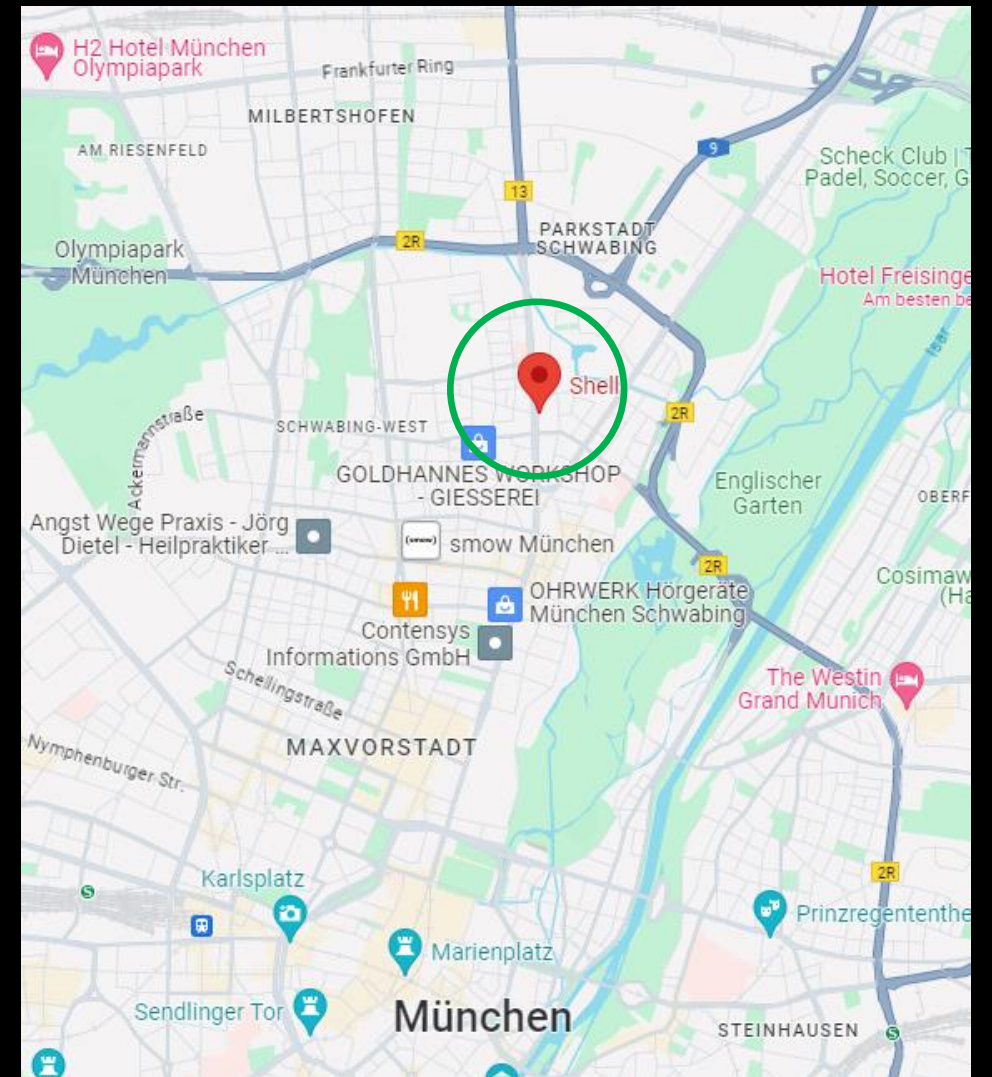 H2 Hotel München
Olympiapark
Frankfurter Ring
MILBERTSHOFEN
AM RIESENFELD
9
Scheck Club | T
Padel, Soccer, G
13
PARKSTADT
SCHWABING
2R
Olympiapark
München
Hotel Freisinge
Am besten be
Isar
Shell
2R
Ackermannstraße
SCHWABING-WEST
GOLDHANNES WORKSHOP
- GIESSEREI
Englischer
Garten
OBERF
Angst Wege Praxis - Jörg
Dietel - Heilpraktiker ...
(smow)
smow München
2R
Cosimaw
(Ha
OHRWERK Hörgeräte
München Schwabing
Contensys
Informations GmbH
Schellingstraße
The Westin
Grand Munich
MAXVORSTADT
Nymphenburger Str.
Karlsplatz
2R
S
Prinzregententhe
Marienplatz
Sendlinger Tor
München
STEINHAUSEN
S